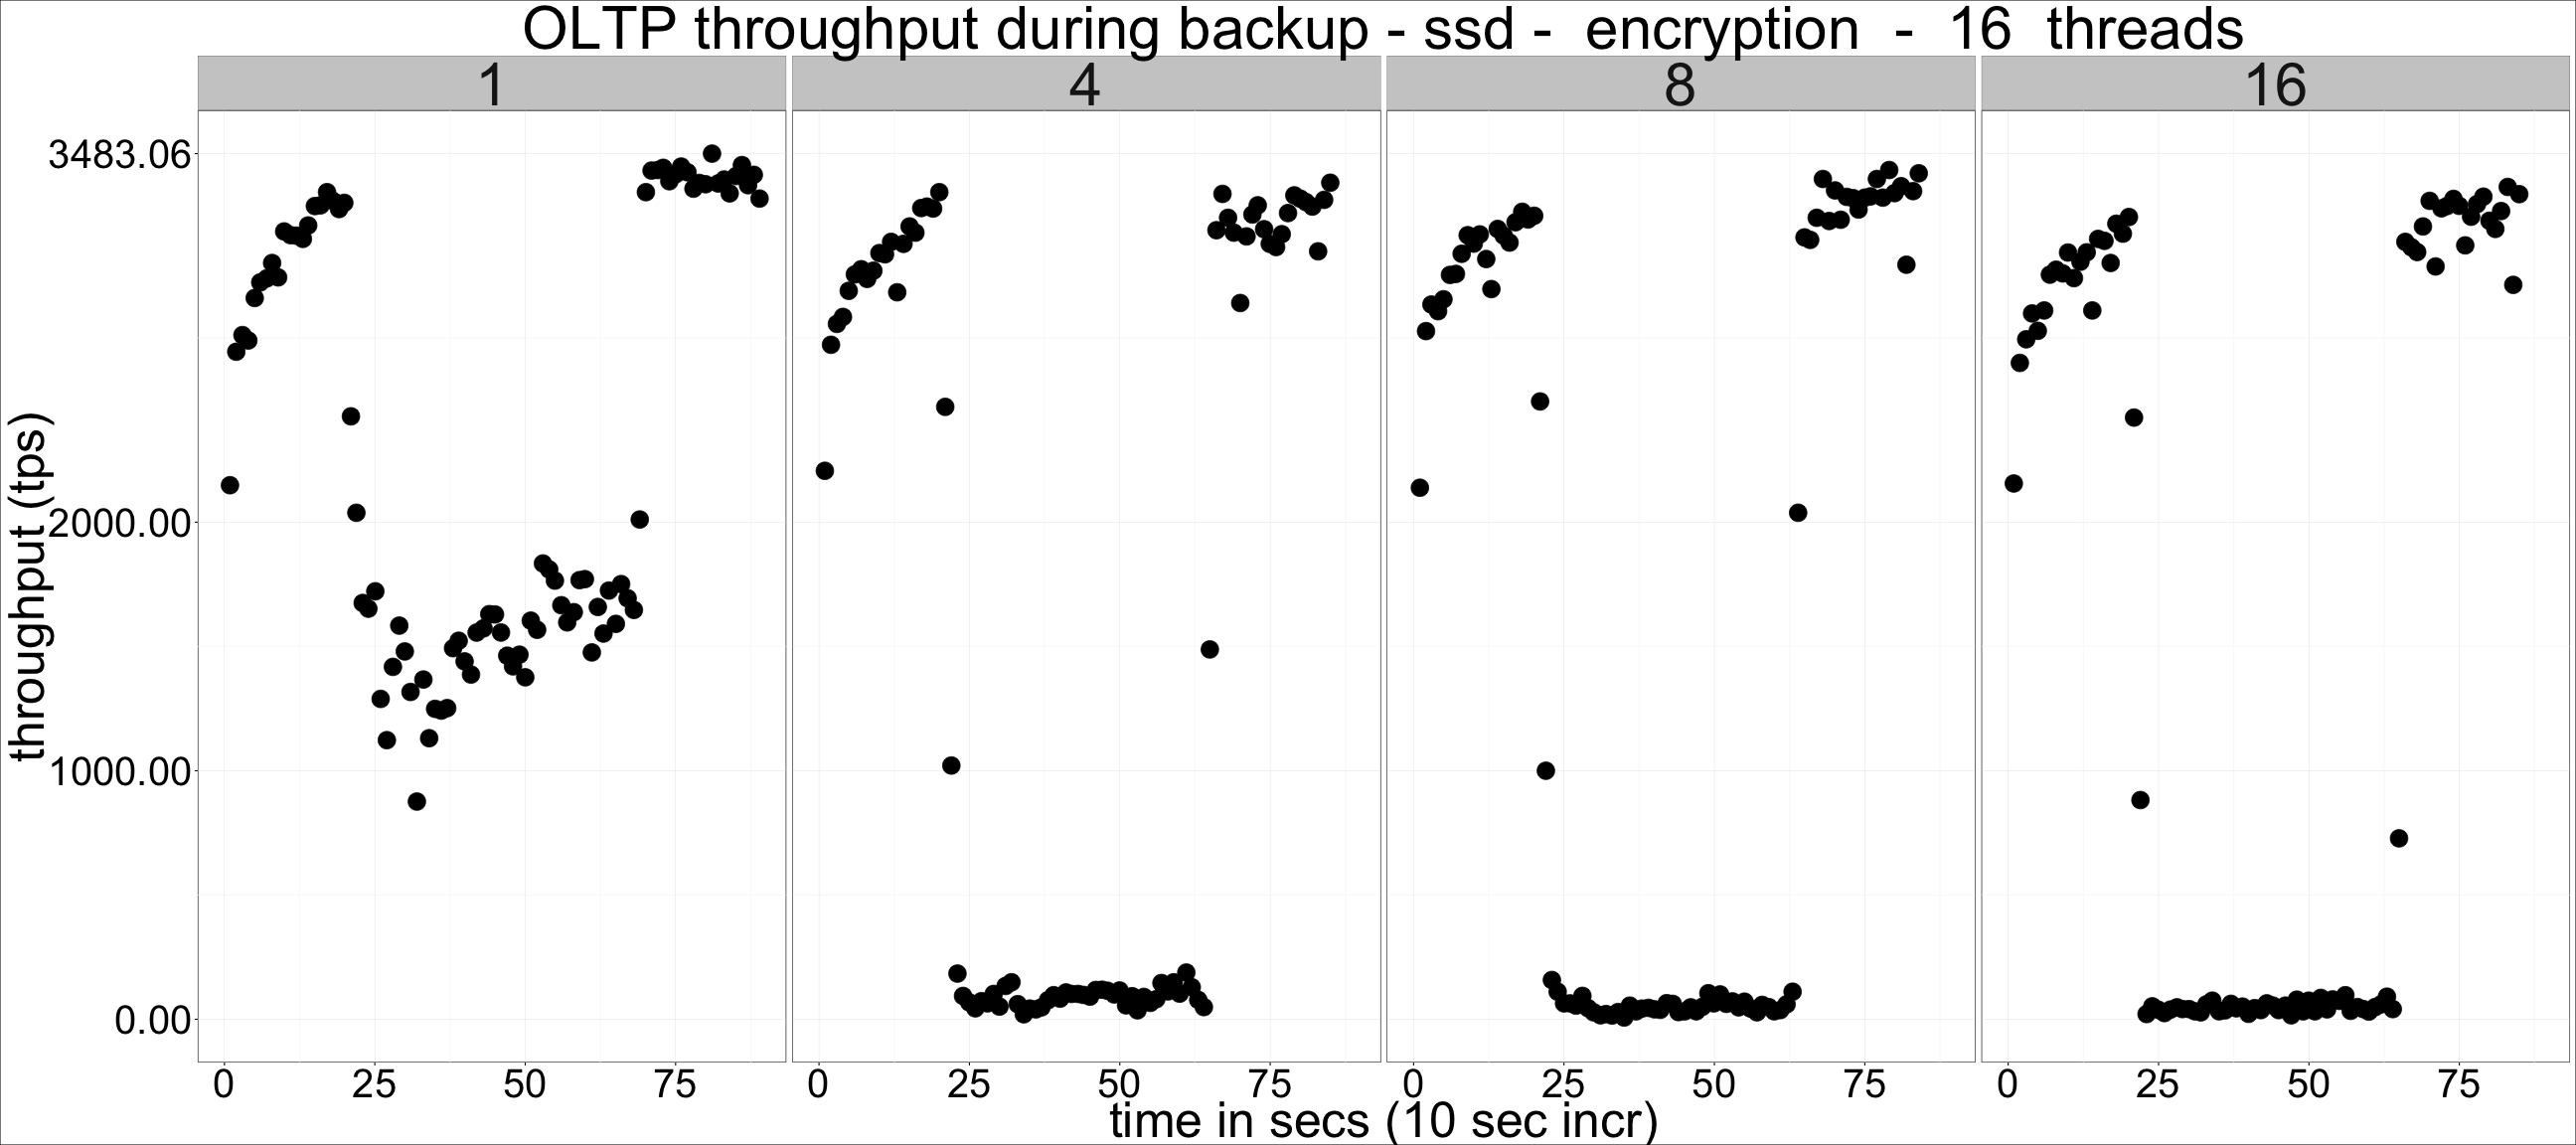 OLTP throughput during backup - ssd -  encryption  -  16  threads
1 4 8 16
throughput (tps)
3483.06
2000.00
1000.00
0.00
0 25 50 75 0 25 50 75 0 25 50 75 0 25 50 75
time in secs (10 sec incr)